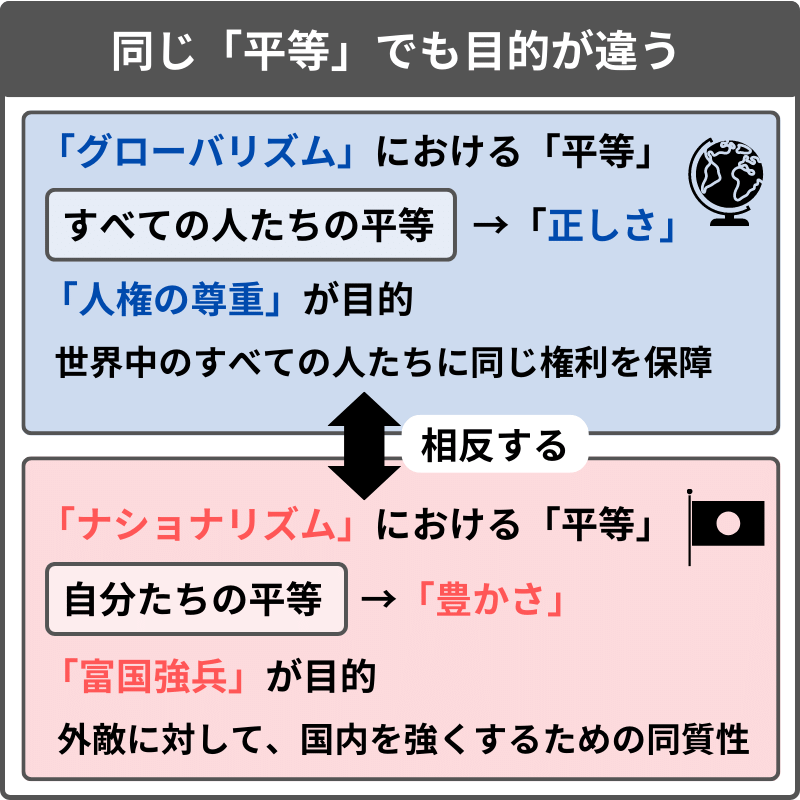 同じ「平等」でも目的が違う
「グローバリズム」における「平等」
すべての人たちの平等 →「正しさ」
「人権の尊重」が目的
世界中のすべての人たちに同じ権利を保障
相反する
「ナショナリズム」における「平等」
自分たちの平等 →「豊かさ」
「富国強兵」が目的
外敵に対して、国内を強くするための同質性